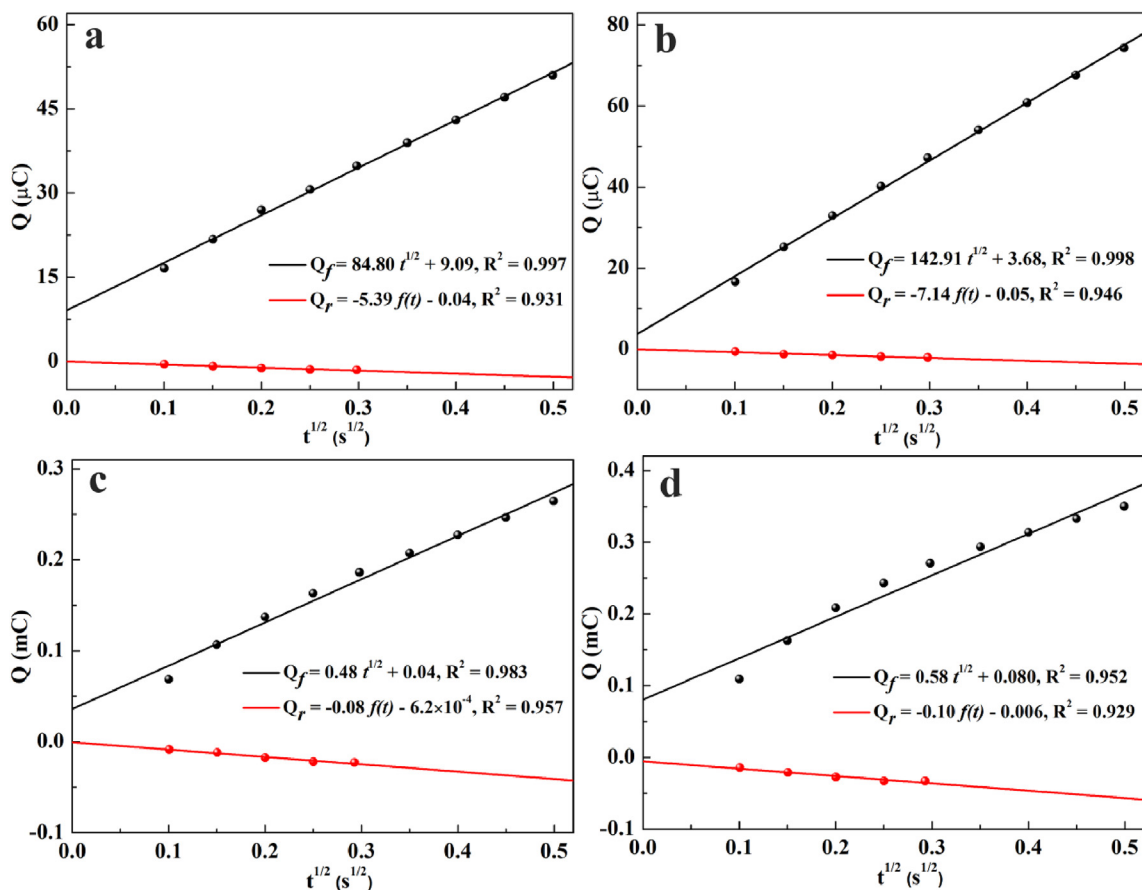 a
60
45
30
15
0
Q (μC)
Q_f = 84.80 t^1/2 + 9.09, R^2 = 0.997
Q_r = -5.39 f(t) - 0.04, R^2 = 0.931
0.0 0.1 0.2 0.3 0.4 0.5
t^1/2 (s^1/2)
b
80
60
40
20
0
Q (μC)
Q_f = 142.91 t^1/2 + 3.68, R^2 = 0.998
Q_r = -7.14 f(t) - 0.05, R^2 = 0.946
0.0 0.1 0.2 0.3 0.4 0.5
t^1/2 (s^1/2)
c
0.3
0.2
0.1
0.0
-0.1
Q (mC)
Q_f = 0.48 t^1/2 + 0.04, R^2 = 0.983
Q_r = -0.08 f(t) - 6.2×10^-4, R^2 = 0.957
0.0 0.1 0.2 0.3 0.4 0.5
t^1/2 (s^1/2)
d
0.4
0.3
0.2
0.1
0.0
-0.1
Q (mC)
Q_f = 0.58 t^1/2 + 0.080, R^2 = 0.952
Q_r = -0.10 f(t) - 0.006, R^2 = 0.929
0.0 0.1 0.2 0.3 0.4 0.5
t^1/2 (s^1/2)